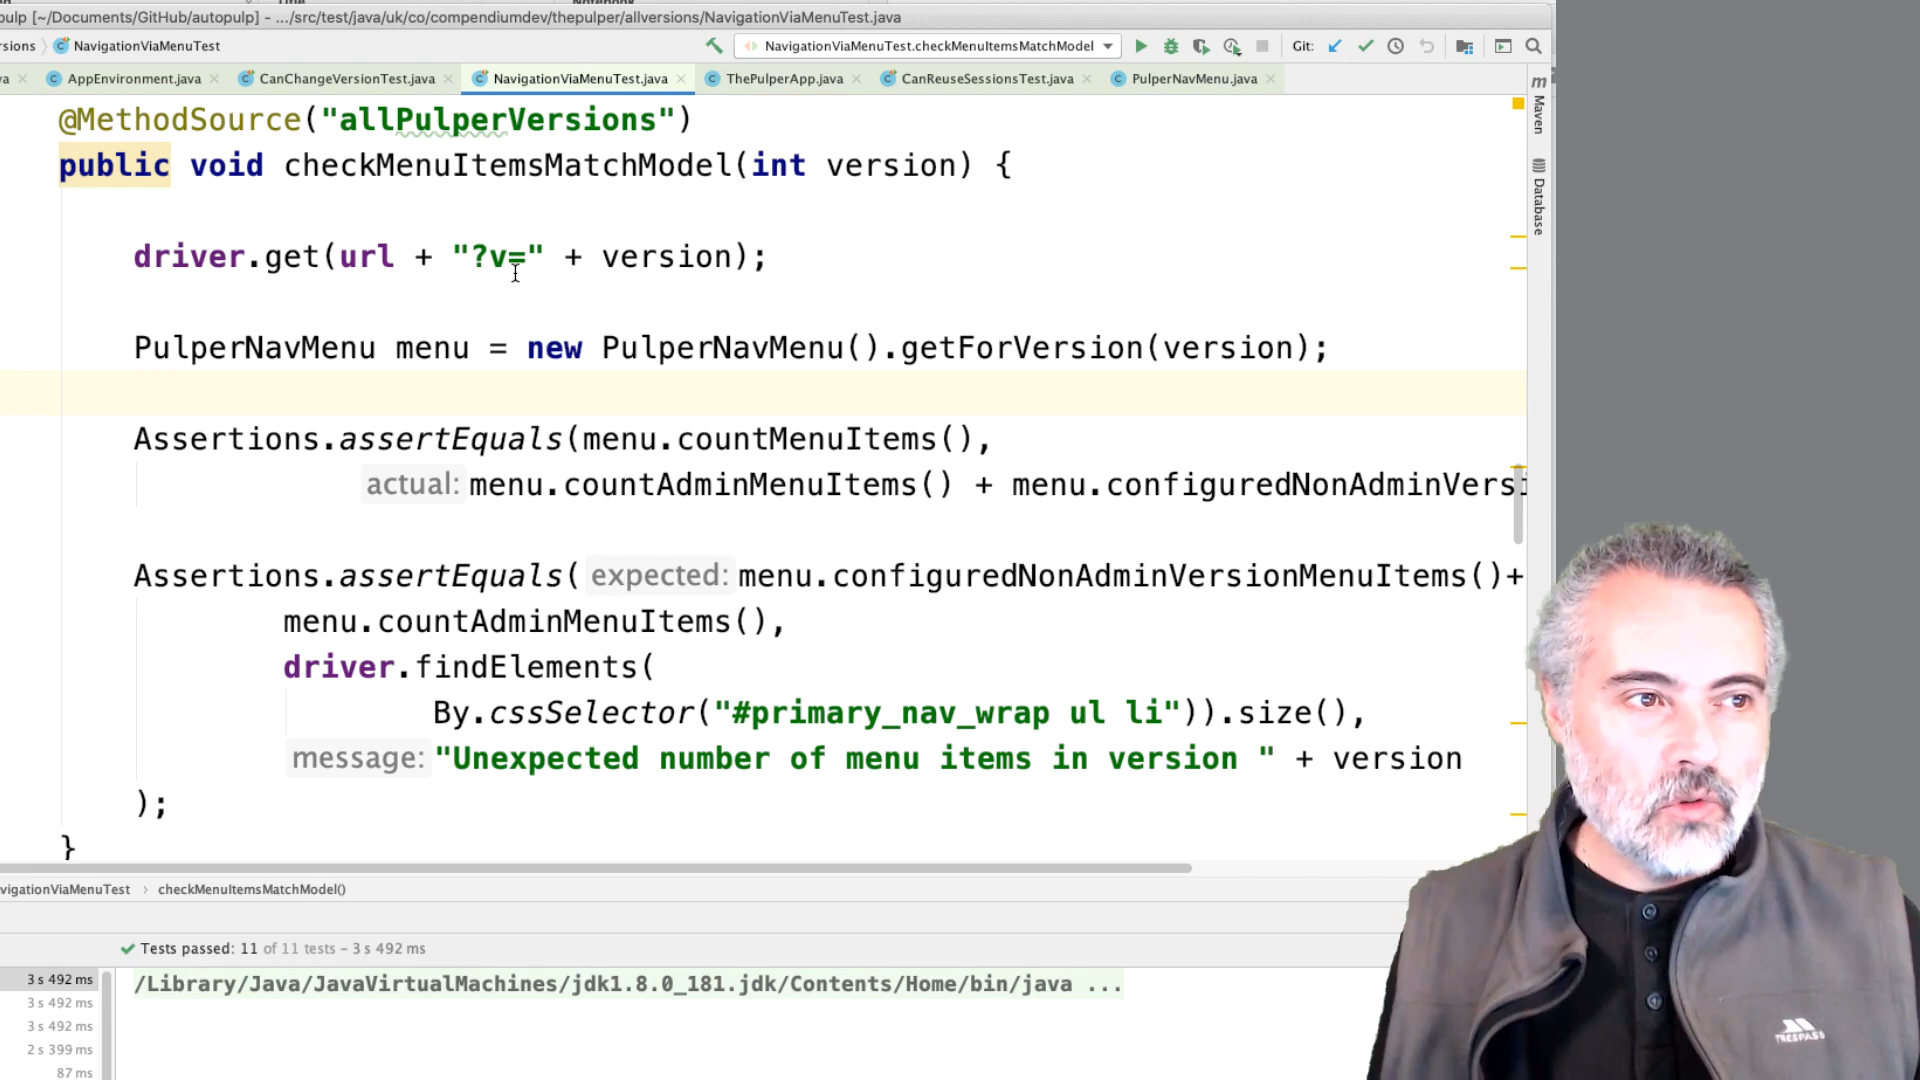 pulp [~/Documents/GitHub/autopulp] - .../src/test/java/uk/co/compendiumdev/thepulper/allversions/NavigationViaMenuTest.java
rsions NavigationViaMenuTest NavigationViaMenuTest.checkMenuItemsMatchModel Git:
va AppEnvironment.java CanChangeVersionTest.java NavigationViaMenuTest.java ThePulperApp.java CanReuseSessionsTest.java PulperNavMenu.java
@MethodSource("allPulperVersions")
public void checkMenuItemsMatchModel(int version) {
driver.get(url + "?v=" + version);
PulperNavMenu menu = new PulperNavMenu().getForVersion(version);
Assertions.assertEquals(menu.countMenuItems(),
actual: menu.countAdminMenuItems() + menu.configuredNonAdminVersi
Assertions.assertEquals( expected: menu.configuredNonAdminVersionMenuItems()+
menu.countAdminMenuItems(),
driver.findElements(
By.cssSelector("#primary_nav_wrap ul li")).size(),
message: "Unexpected number of menu items in version " + version
);
}
m Maven
Database
vigationViaMenuTest › checkMenuItemsMatchModel()
Tests passed: 11 of 11 tests – 3 s 492 ms
3 s 492 ms
3 s 492 ms
3 s 492 ms
2 s 399 ms
87 ms
/Library/Java/JavaVirtualMachines/jdk1.8.0_181.jdk/Contents/Home/bin/java ...
TRESPASS